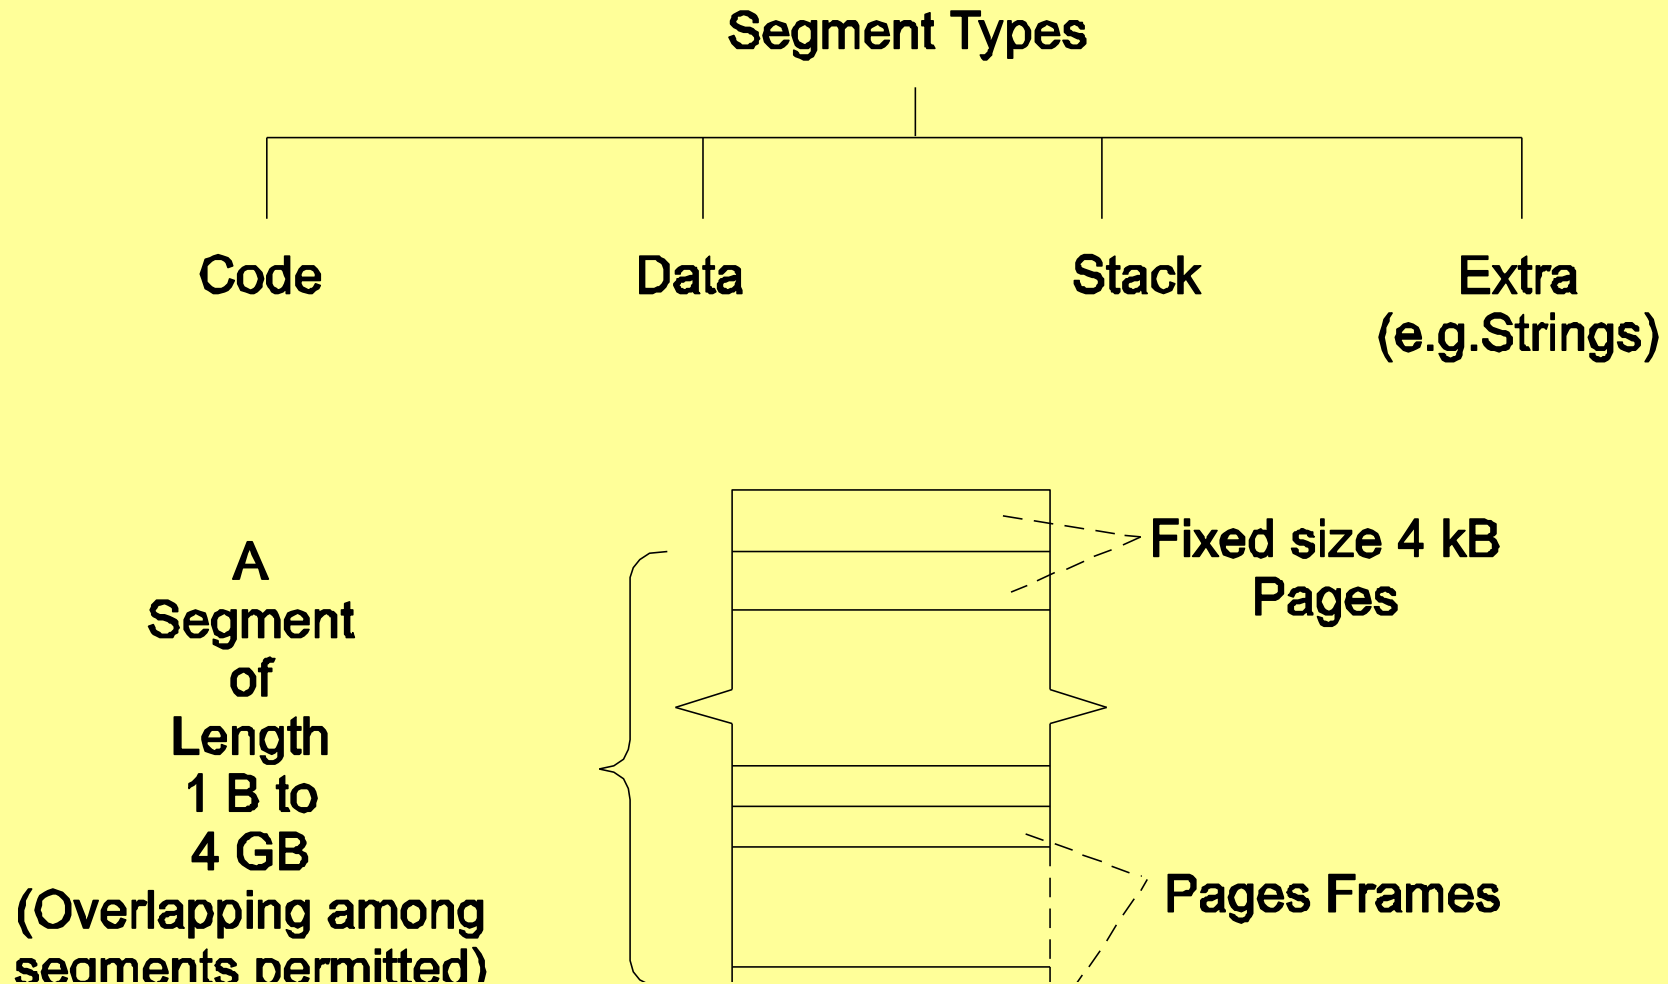 Segment Types
Code
Data
Stack
Extra
(e.g.Strings)
A
Segment
of
Length
1 B to
4 GB
(Overlapping among
segments permitted)
Fixed size 4 kB
Pages
Pages Frames